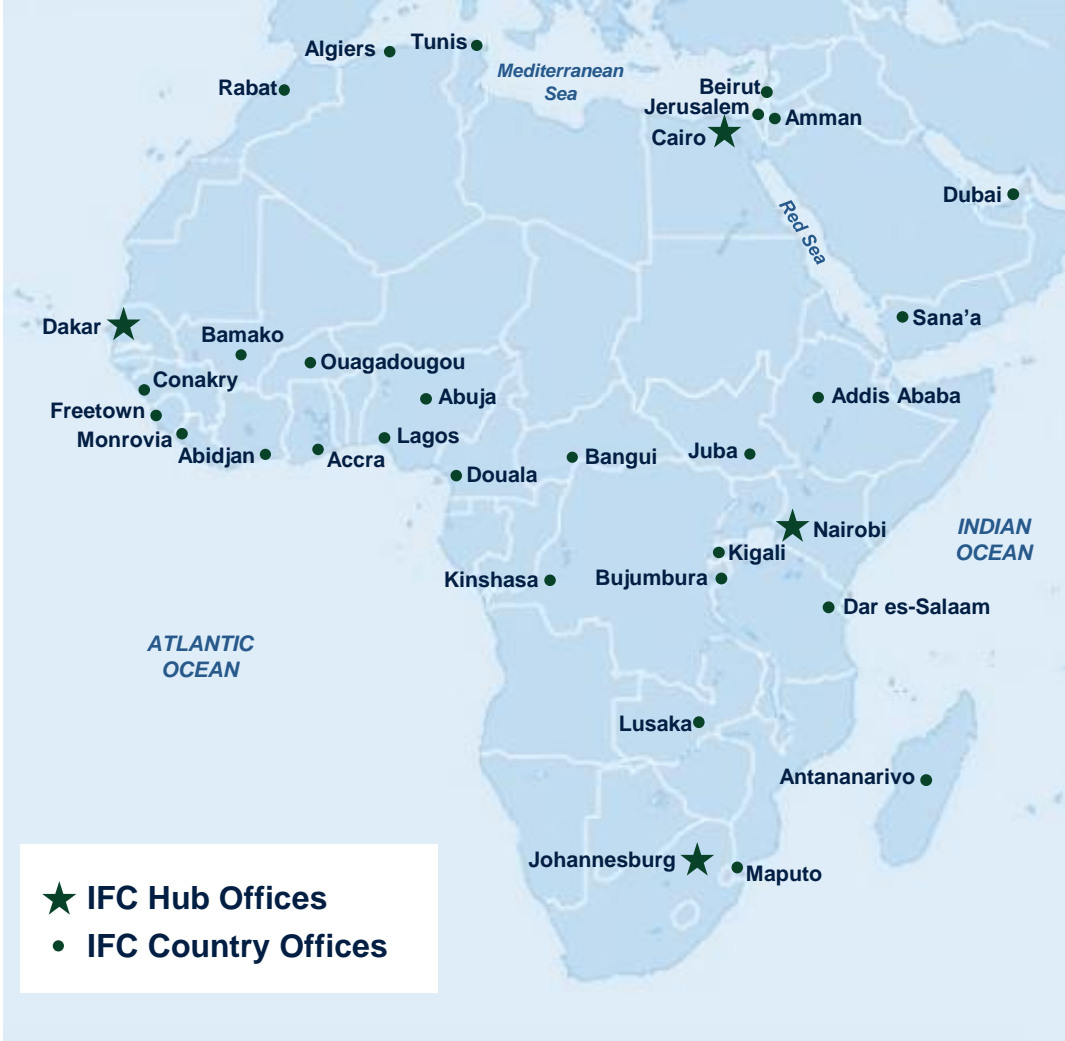 Tunis
Algiers
Mediterranean
Sea
Rabat
Beirut
Jerusalem
Amman
Cairo
Dubai
Red Sea
Dakar
Sana’a
Bamako
Ouagadougou
Conakry
Abuja
Addis Ababa
Freetown
Monrovia
Lagos
Abidjan
Accra
Bangui
Juba
Douala
Nairobi
INDIAN
OCEAN
Kigali
Kinshasa
Bujumbura
Dar es-Salaam
ATLANTIC
OCEAN
Lusaka
Antananarivo
Johannesburg
Maputo
IFC Hub Offices
IFC Country Offices